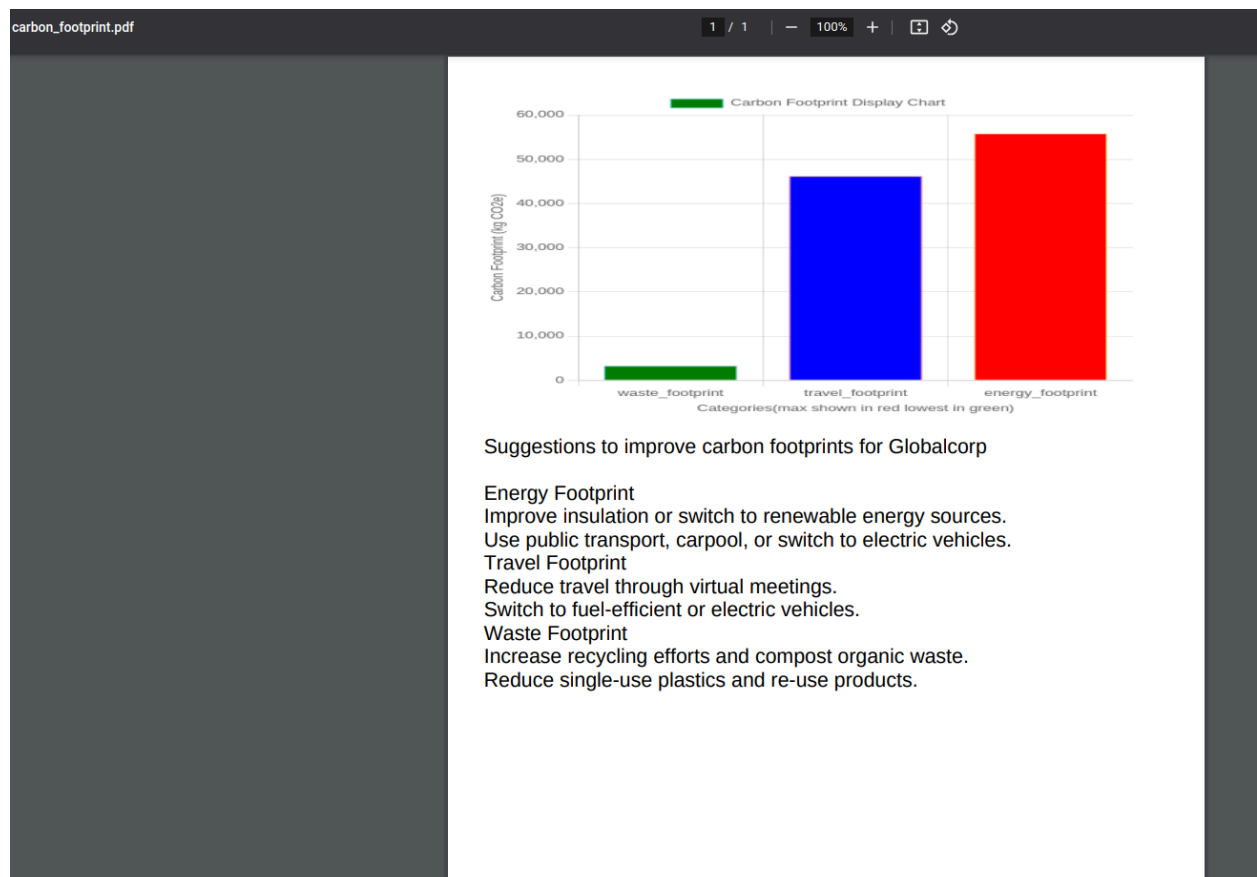 carbon_footprint.pdf
1 / 1 | − 100% + |
Carbon Footprint Display Chart
60,000
50,000
40,000
30,000
20,000
10,000
0
Carbon Footprint (kg CO2e)
waste_footprint travel_footprint energy_footprint
Categories(max shown in red lowest in green)
Suggestions to improve carbon footprints for Globalcorp
Energy Footprint
Improve insulation or switch to renewable energy sources.
Use public transport, carpool, or switch to electric vehicles.
Travel Footprint
Reduce travel through virtual meetings.
Switch to fuel-efficient or electric vehicles.
Waste Footprint
Increase recycling efforts and compost organic waste.
Reduce single-use plastics and re-use products.